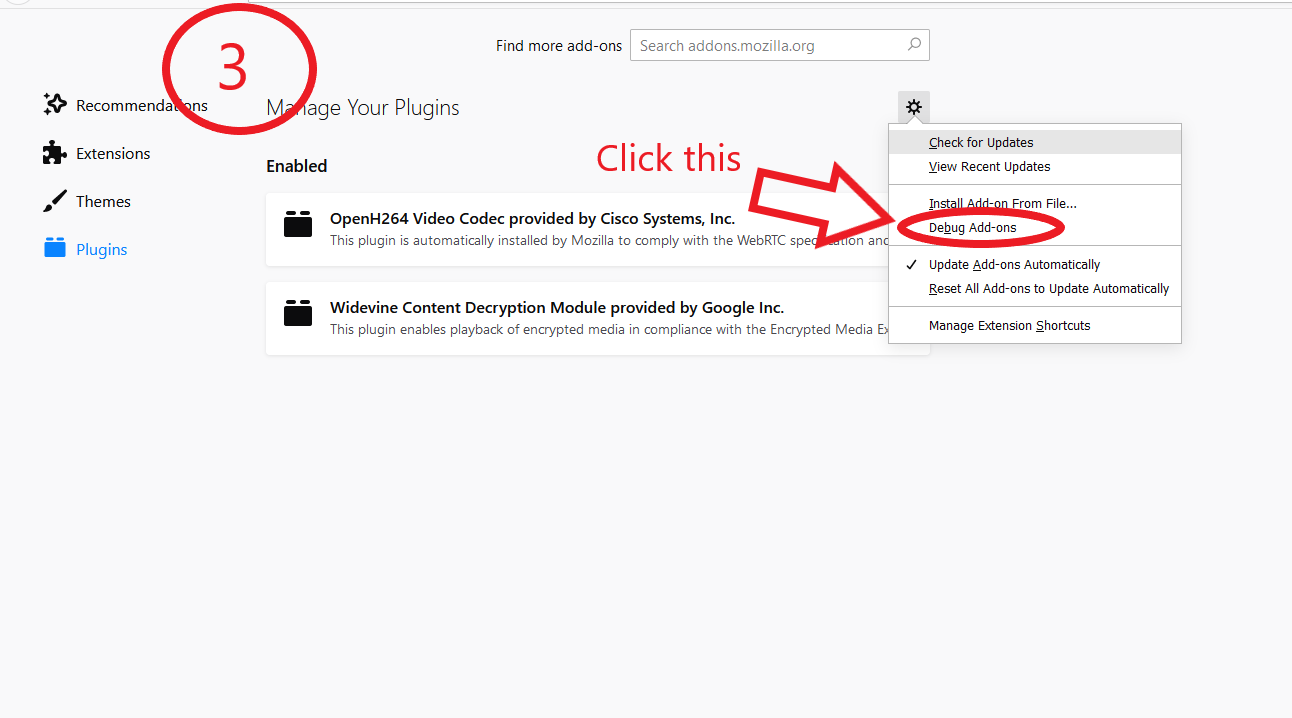 3
Find more add-ons Search addons.mozilla.org
Recommendations
Manage Your Plugins
Extensions
Themes
Plugins
Enabled
Click this
OpenH264 Video Codec provided by Cisco Systems, Inc.
This plugin is automatically installed by Mozilla to comply with the WebRTC specification and
Widevine Content Decryption Module provided by Google Inc.
This plugin enables playback of encrypted media in compliance with the Encrypted Media Ex
Check for Updates
View Recent Updates
Install Add-on From File...
Debug Add-ons
Update Add-ons Automatically
Reset All Add-ons to Update Automatically
Manage Extension Shortcuts